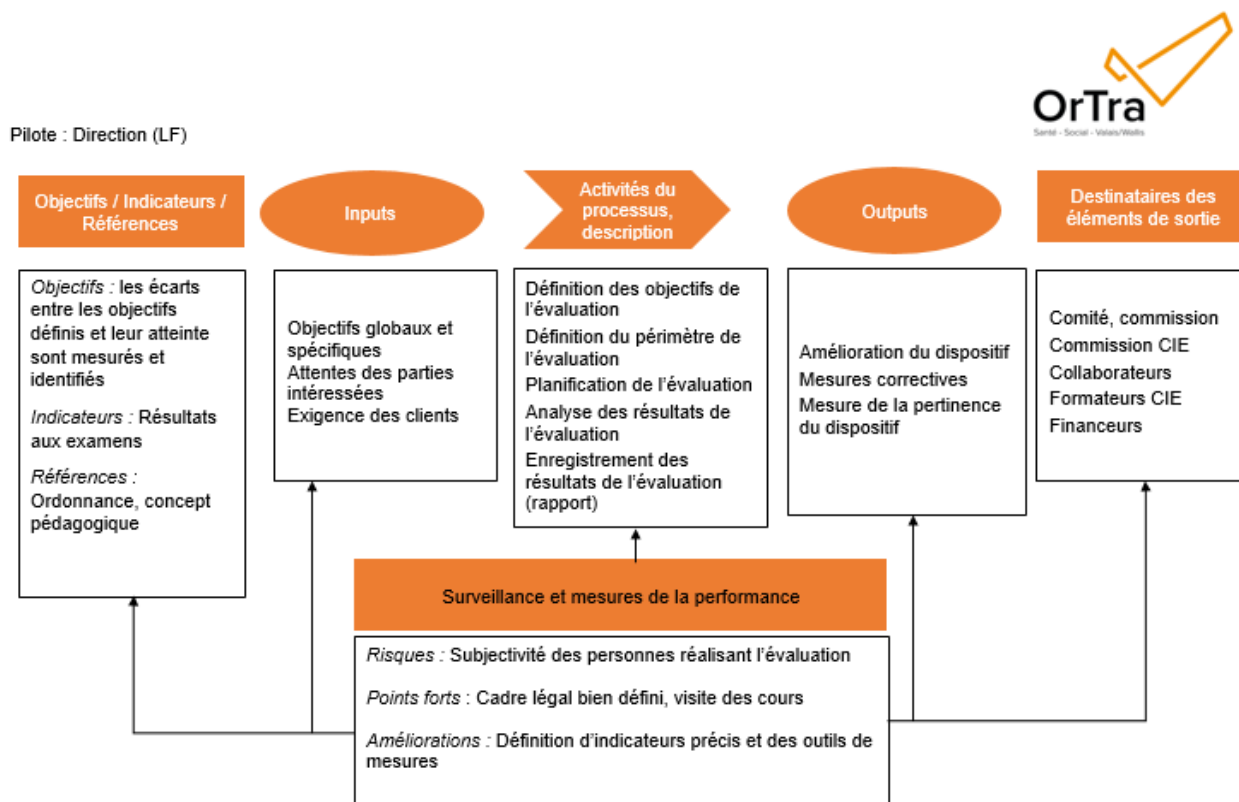 OrTra
Santé - Social - Valais/Wallis
Pilote : Direction (LF)
Objectifs / Indicateurs /
Références
Inputs
Activités du
processus,
description
Outputs
Destinataires des
éléments de sortie
Objectifs : les écarts
entre les objectifs
définis et leur atteinte
sont mesurés et
identifiés
Indicateurs : Résultats
aux examens
Références :
Ordonnance, concept
pédagogique
Objectifs globaux et
spécifiques
Attentes des parties
intéressées
Exigence des clients
Définition des objectifs de
l’évaluation
Définition du périmètre de
l’évaluation
Planification de l’évaluation
Analyse des résultats de
l’évaluation
Enregistrement des
résultats de l’évaluation
(rapport)
Amélioration du dispositif
Mesures correctives
Mesure de la pertinence
du dispositif
Comité, commission
Commission CIE
Collaborateurs
Formateurs CIE
Financeurs
Surveillance et mesures de la performance
Risques : Subjectivité des personnes réalisant l’évaluation
Points forts : Cadre légal bien défini, visite des cours
Améliorations : Définition d’indicateurs précis et des outils de
mesures